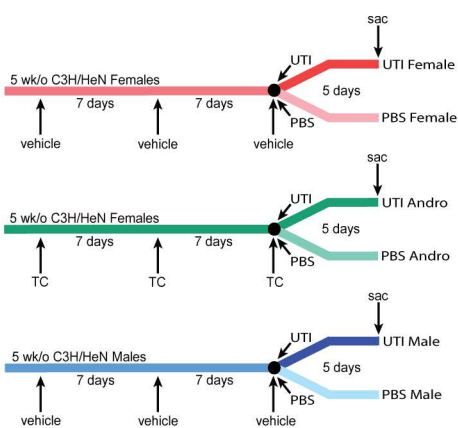 sac
UTI
UTI Female
5 wk/o C3H/HeN Females
5 days
7 days
7 days
PBS
PBS Female
vehicle
vehicle
vehicle
sac
UTI
UTI Andro
5 wk/o C3H/HeN Females
5 days
7 days
7 days
PBS
PBS Andro
TC
TC
TC
sac
UTI
UTI Male
5 wk/o C3H/HeN Males
5 days
7 days
7 days
PBS
PBS Male
vehicle
vehicle
vehicle